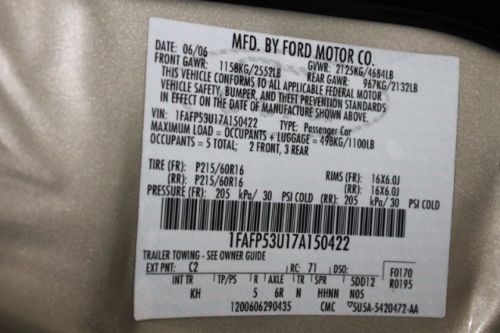 MFD. BY FORD MOTOR CO.
DATE: 06/06 GVWR: 2125KG/4684LB
FRONT GAWR: 1158KG/2552LB REAR GAWR: 967KG/2132LB
THIS VEHICLE CONFORMS TO ALL APPLICABLE FEDERAL MOTOR
VEHICLE SAFETY, BUMPER, AND THEFT PREVENTION STANDARDS
IN EFFECT ON THE DATE OF MANUFACTURE SHOWN ABOVE.
VIN: 1FAFP53U17A150422 TYPE: Passenger Car
MAXIMUM LOAD = OCCUPANTS + LUGGAGE = 498KG/1100LB
OCCUPANTS = 5 TOTAL: 2 FRONT, 3 REAR
TIRE (FR): P215/60R16 RIMS (FR): 16X6.0J
(RR): P215/60R16 (RR): 16X6.0J
PRESSURE (FR): 205 kPa/ 30 PSI COLD (RR): 205 kPa/ 30 PSI COLD
1FAFP53U17A150422
TRAILER TOWING - SEE OWNER GUIDE
EXT PNT: C2 RC: 71 DSO: F0170
INT TR TP/PS R AXLE TR SPR 5DD12 R0195
KH 5 6R N HHNN NOS
1200606290435 CMC 5U5A-5420472-AA